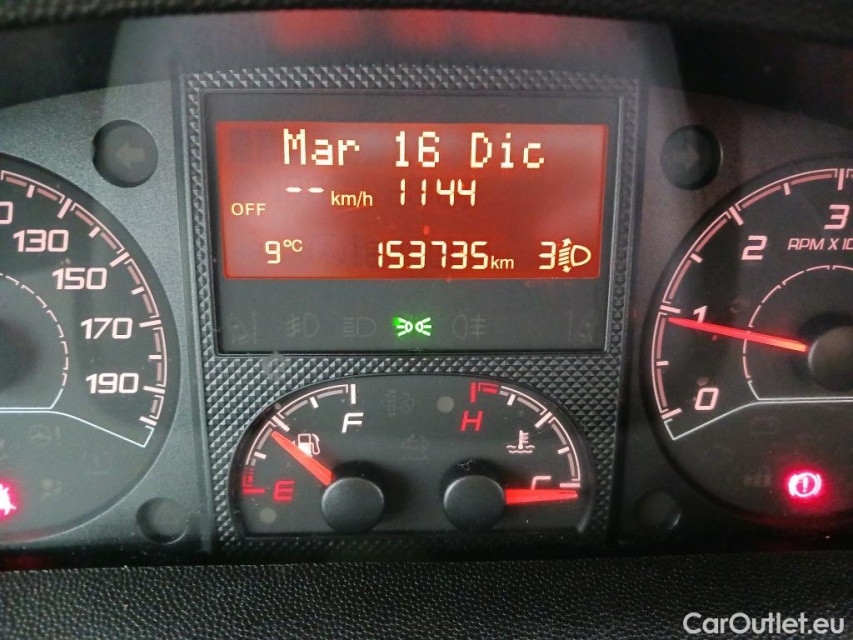 Mar 16 Dic
-- km/h 1144
OFF
9°C 153735km 3
130
150
170
190
3
2
RPM X
1
0
F
E
H
C
CarOutlet.eu